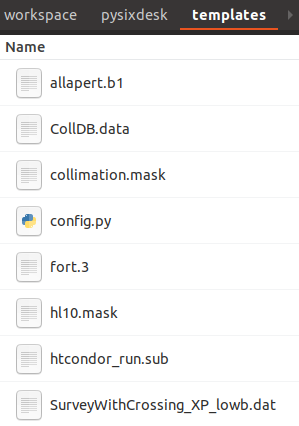 workspace pysixdesk templates
Name
allapert.b1
CollDB.data
collimation.mask
config.py
fort.3
hl10.mask
htcondor_run.sub
SurveyWithCrossing_XP_lowb.dat